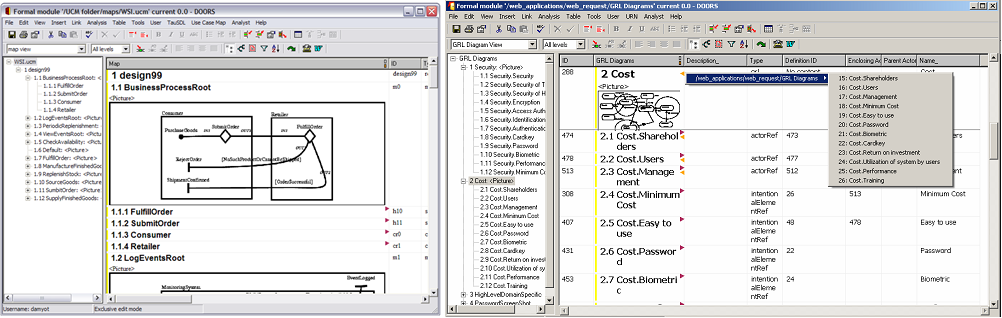 Formal module '/UCM folder/maps/WSI.ucm' current 0.0 - DOORS
File Edit View Insert Link Analysis Table Tools User TauSDL Use Case Map Analyst Help
map view
All levels
WSI.ucm
1 design99
1.1 BusinessProcessRoot: <Picture>
1.1.1 FulfillOrder
1.1.2 SubmitOrder
1.1.3 Consumer
1.1.4 Retailer
1.2 LogEventsRoot: <Picture>
1.3 PeriodicReplenishment:
1.4 ViewEventsRoot: <Picture>
1.5 CheckAvailability: <Picture>
1.6 Default: <Picture>
1.7 FulfillOrder: <Picture>
1.8 ManufactureFinishedGoods
1.9 ReplenishStock: <Picture>
1.10 SourceGoods: <Picture>
1.11 SumbitOrder: <Picture>
1.12 SupplyFinishedGoods:
Map
ID
1 design99
design99
1.1 BusinessProcessRoot
m0
<Picture>
Consumer
Retailer
PurchaseGoods
SubmitOrder
FulfillOrder
IN1
OUT1
IN1
RejectOrder
OUT2
[NoSuchProductOrCannotBeShipped]
OUT1
ShipmentConfirmed
[OrderSuccessful]
1.1.1 FulfillOrder
h10
1.1.2 SubmitOrder
h11
1.1.3 Consumer
cr0
1.1.4 Retailer
cr1
1.2 LogEventsRoot
m1
<Picture>
EventLogged
MonitoringSystem
Username: damyot
Exclusive edit mode
Formal module '/web_applications/web_request/GRL Diagrams' current 0.0 - DOORS
File Edit View Insert Link Analysis Table Tools User URN Analyst Help
GRL Diagram View
All levels
GRL Diagrams
1 Security: <Picture>
1.1 Security.Security
1.2 Security.Security of T
1.3 Security.Security of H
1.4 Security.Encryption
1.5 Security.Access Auth
1.6 Security.Identification
1.7 Security.Authentication
1.8 Security.Cardkey
1.9 Security.Password
1.10 Security.Biometric
1.11 Security.Performance
1.12 Security.Minimum C
2 Cost: <Picture>
2.1 Cost.Shareholders
2.2 Cost.Users
2.3 Cost.Management
2.4 Cost.Minimum Cost
2.5 Cost.Easy to use
2.6 Cost.Password
2.7 Cost.Biometric
2.8 Cost.Cardkey
2.9 Cost.Return on investm
2.10 Cost.Utilization of sy
2.11 Cost.Performance
2.12 Cost.Training
3 HighLevelDomainSpecific
4 PasswordScreenShot
ID
GRL Diagrams
Description_
Type
Definition ID
Enclosing Ac
Parent Actor
Name_
288
2 Cost
<Picture>
/web_applications/web_request/GRL Diagrams
15: Cost.Shareholders
16: Cost.Users
17: Cost.Management
18: Cost.Minimum Cost
19: Cost.Easy to use
20: Cost.Password
21: Cost.Biometric
22: Cost.Cardkey
23: Cost.Return on investment
24: Cost.Utilization of system by users
25: Cost.Performance
26: Cost.Training
474
2.1 Cost.Shareholders
actorRef
473
478
2.2 Cost.Users
actorRef
477
513
2.3 Cost.Management
actorRef
512
308
2.4 Cost.Minimum Cost
intentionalElementRef
26
513
Minimum Cost
407
2.5 Cost.Easy to use
intentionalElementRef
48
478
Easy to use
431
2.6 Cost.Password
intentionalElementRef
22
Password
453
2.7 Cost.Biometric
intentionalElementRef
24
Biometric